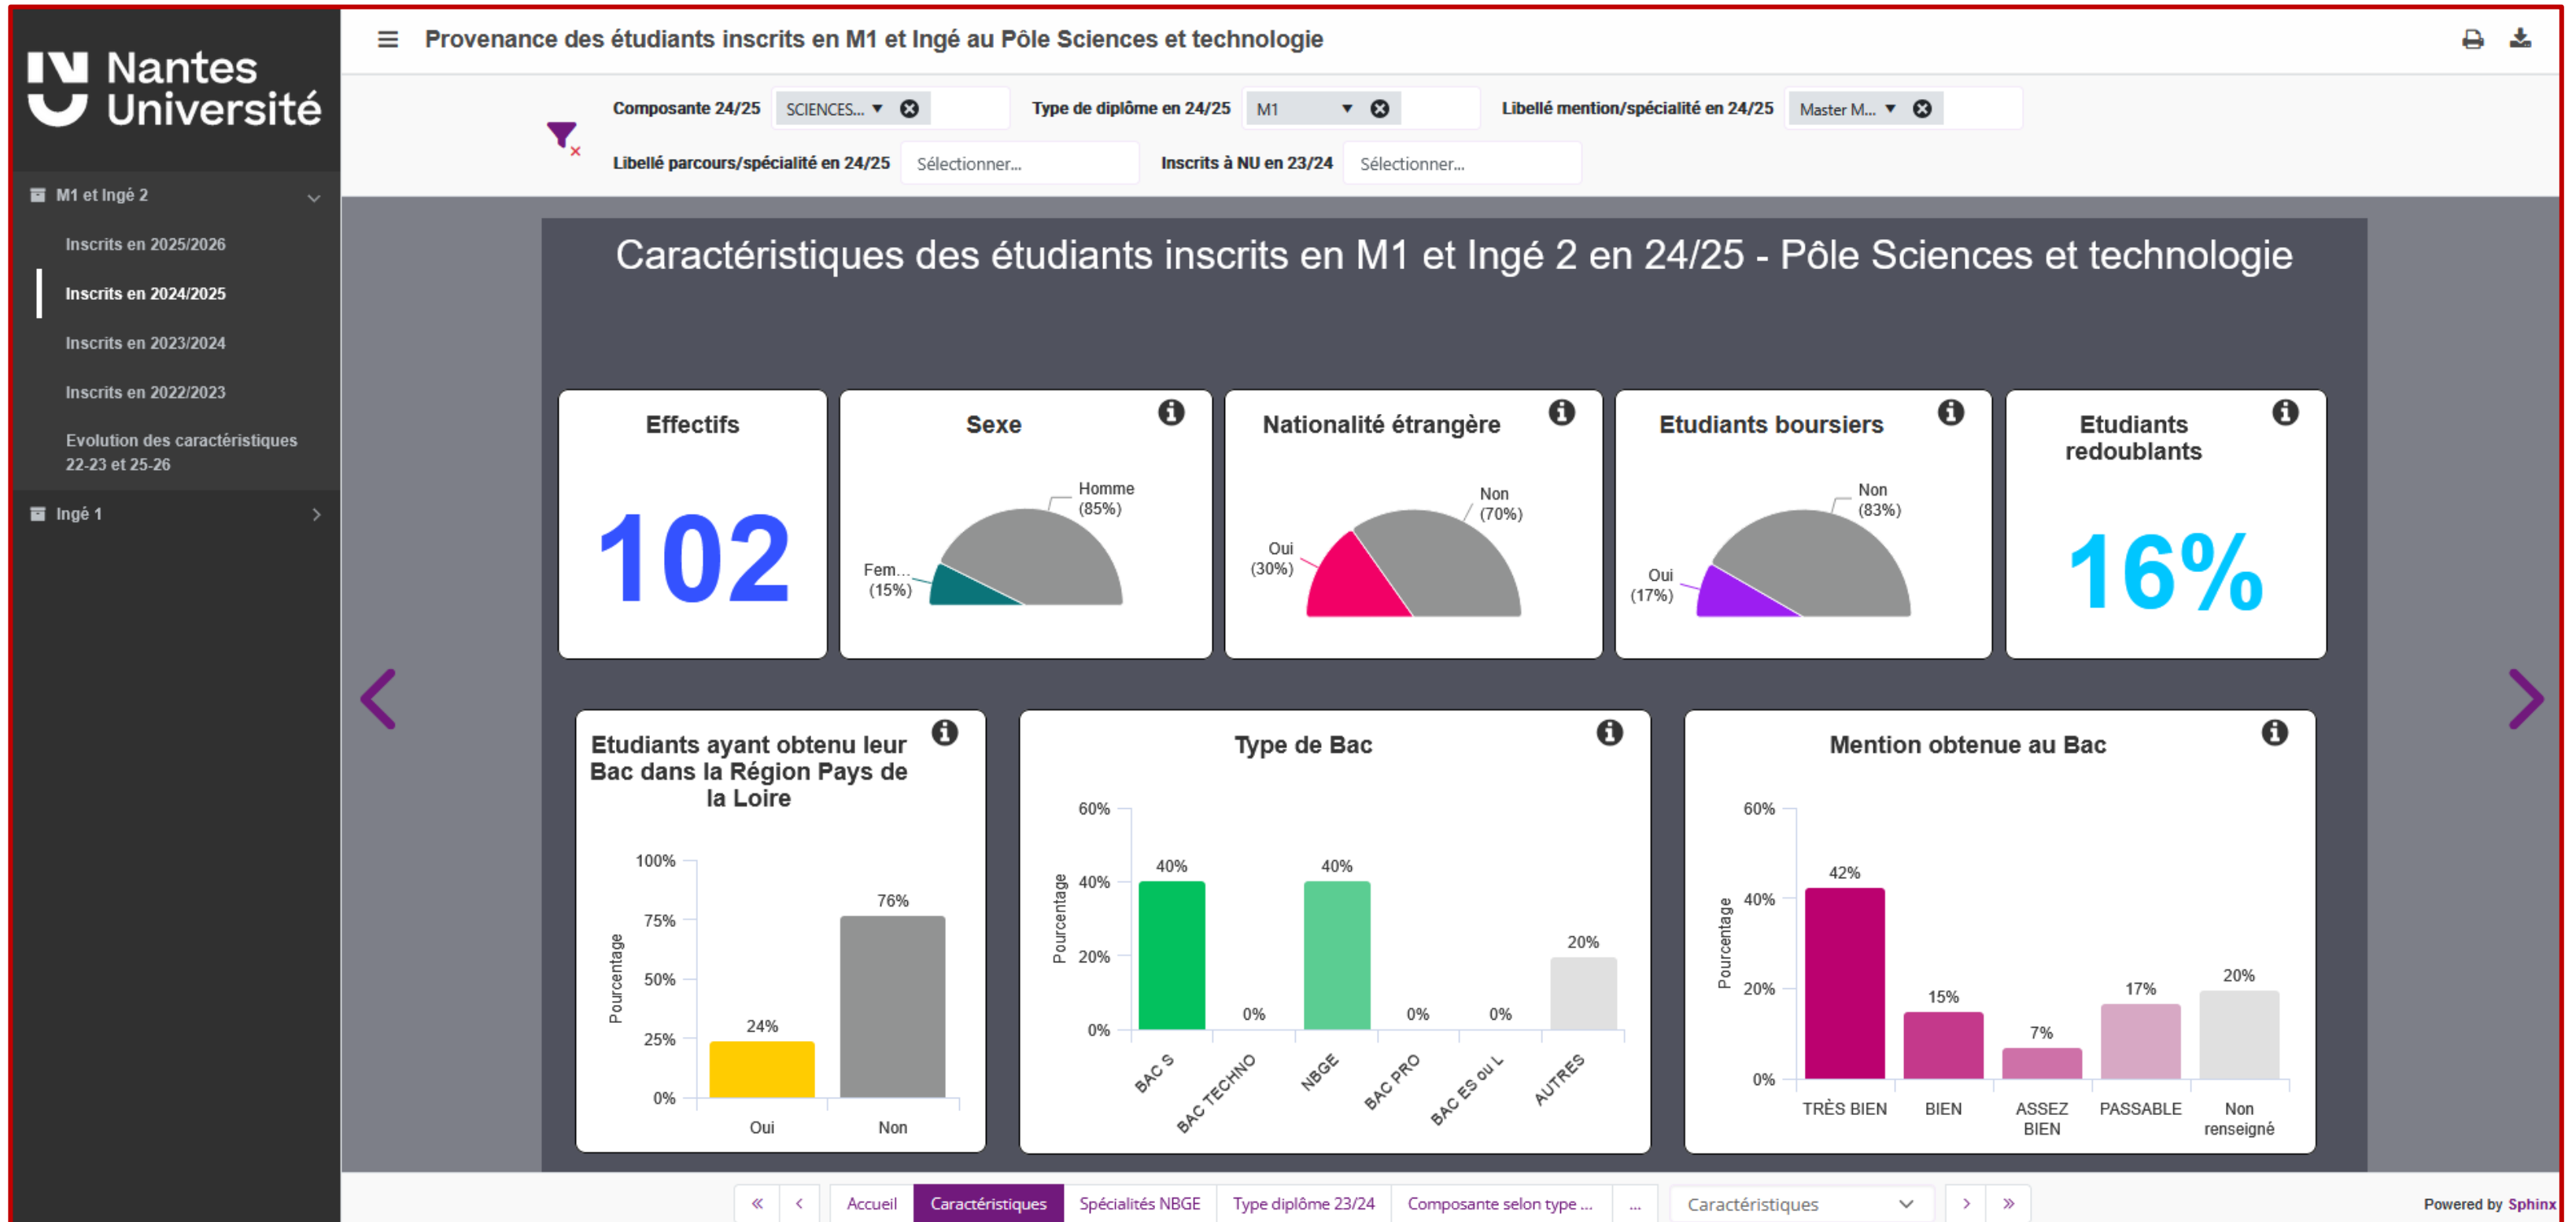 Nantes
Université
M1 et Ingé 2
Inscrits en 2025/2026
Inscrits en 2024/2025
Inscrits en 2023/2024
Inscrits en 2022/2023
Evolution des caractéristiques
22-23 et 25-26
Ingé 1
Provenance des étudiants inscrits en M1 et Ingé au Pôle Sciences et technologie
Composante 24/25 SCIENCES... Type de diplôme en 24/25 M1 Libellé mention/spécialité en 24/25 Master M...
Libellé parcours/spécialité en 24/25 Sélectionner... Inscrits à NU en 23/24 Sélectionner...
Caractéristiques des étudiants inscrits en M1 et Ingé 2 en 24/25 - Pôle Sciences et technologie
Effectifs
102
Sexe
Homme
(85%)
Fem...
(15%)
Nationalité étrangère
Non
(70%)
Oui
(30%)
Etudiants boursiers
Non
(83%)
Oui
(17%)
Etudiants
redoublants
16%
Etudiants ayant obtenu leur
Bac dans la Région Pays de
la Loire
Pourcentage
100%
75%
50%
25%
0%
24%
76%
Oui
Non
Type de Bac
Pourcentage
60%
40%
20%
0%
40%
0%
40%
0%
0%
20%
BAC S
BAC TECHNO
NBGE
BAC PRO
BAC ES ou L
AUTRES
Mention obtenue au Bac
Pourcentage
60%
40%
20%
0%
42%
15%
7%
17%
20%
TRÈS BIEN
BIEN
ASSEZ
BIEN
PASSABLE
Non
renseigné
« < Accueil Caractéristiques Spécialités NBGE Type diplôme 23/24 Composante selon type ... ... Caractéristiques > »
Powered by Sphinx